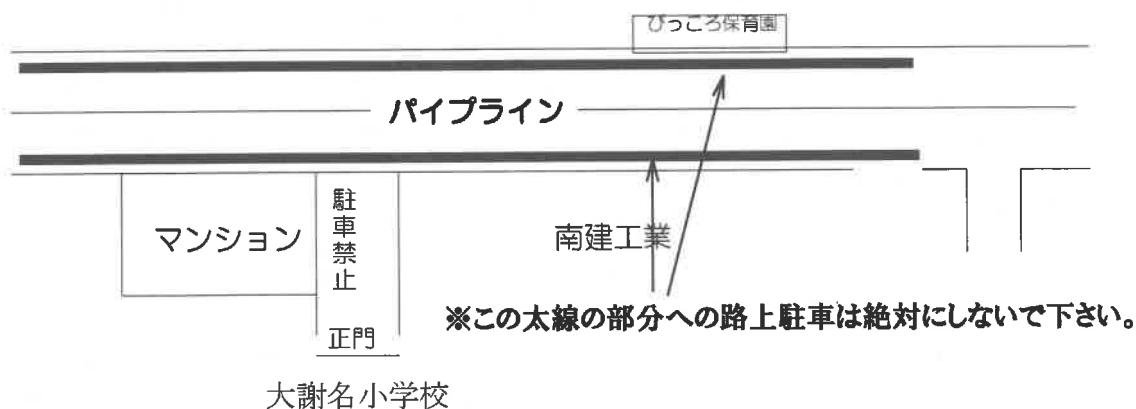 ぴっころ保育園
パイプライン
マンション
駐車禁止
南建工業
※この太線の部分への路上駐車は絶対にしないで下さい。
正門
大謝名小学校